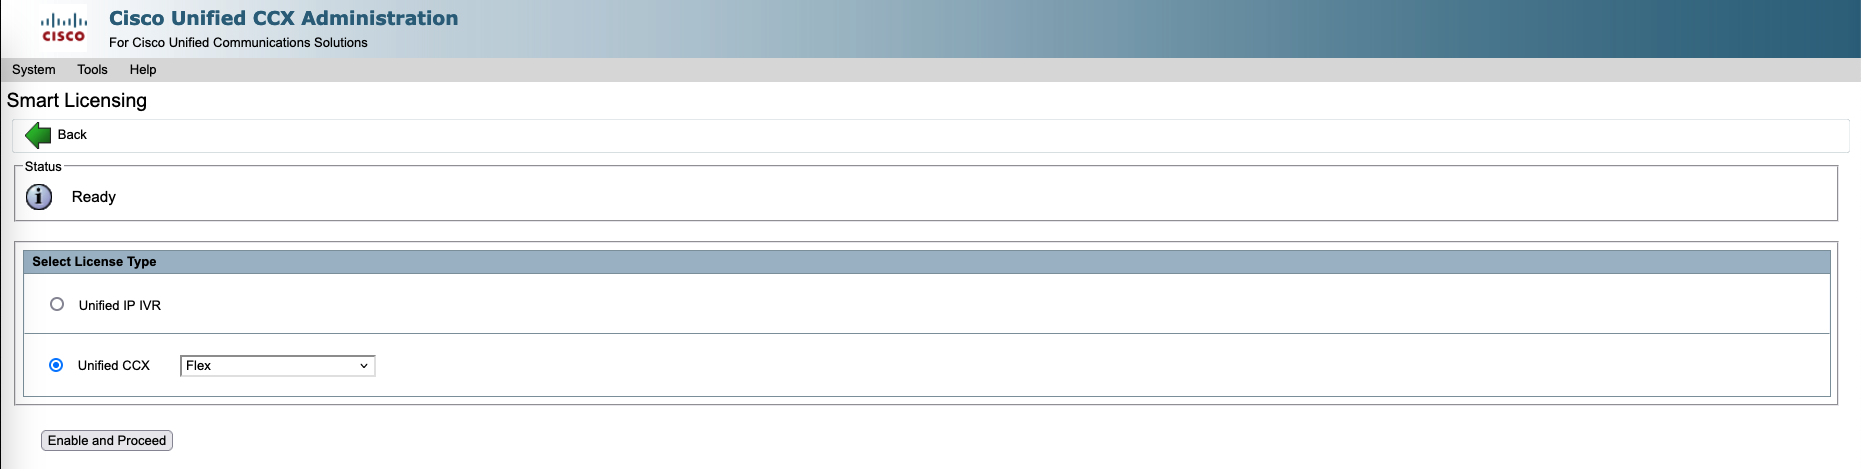 CISCO
Cisco Unified CCX Administration
For Cisco Unified Communications Solutions
System Tools Help
Smart Licensing
Back
Status
i
Ready
Select License Type
Unified IP IVR
Unified CCX Flex
Enable and Proceed